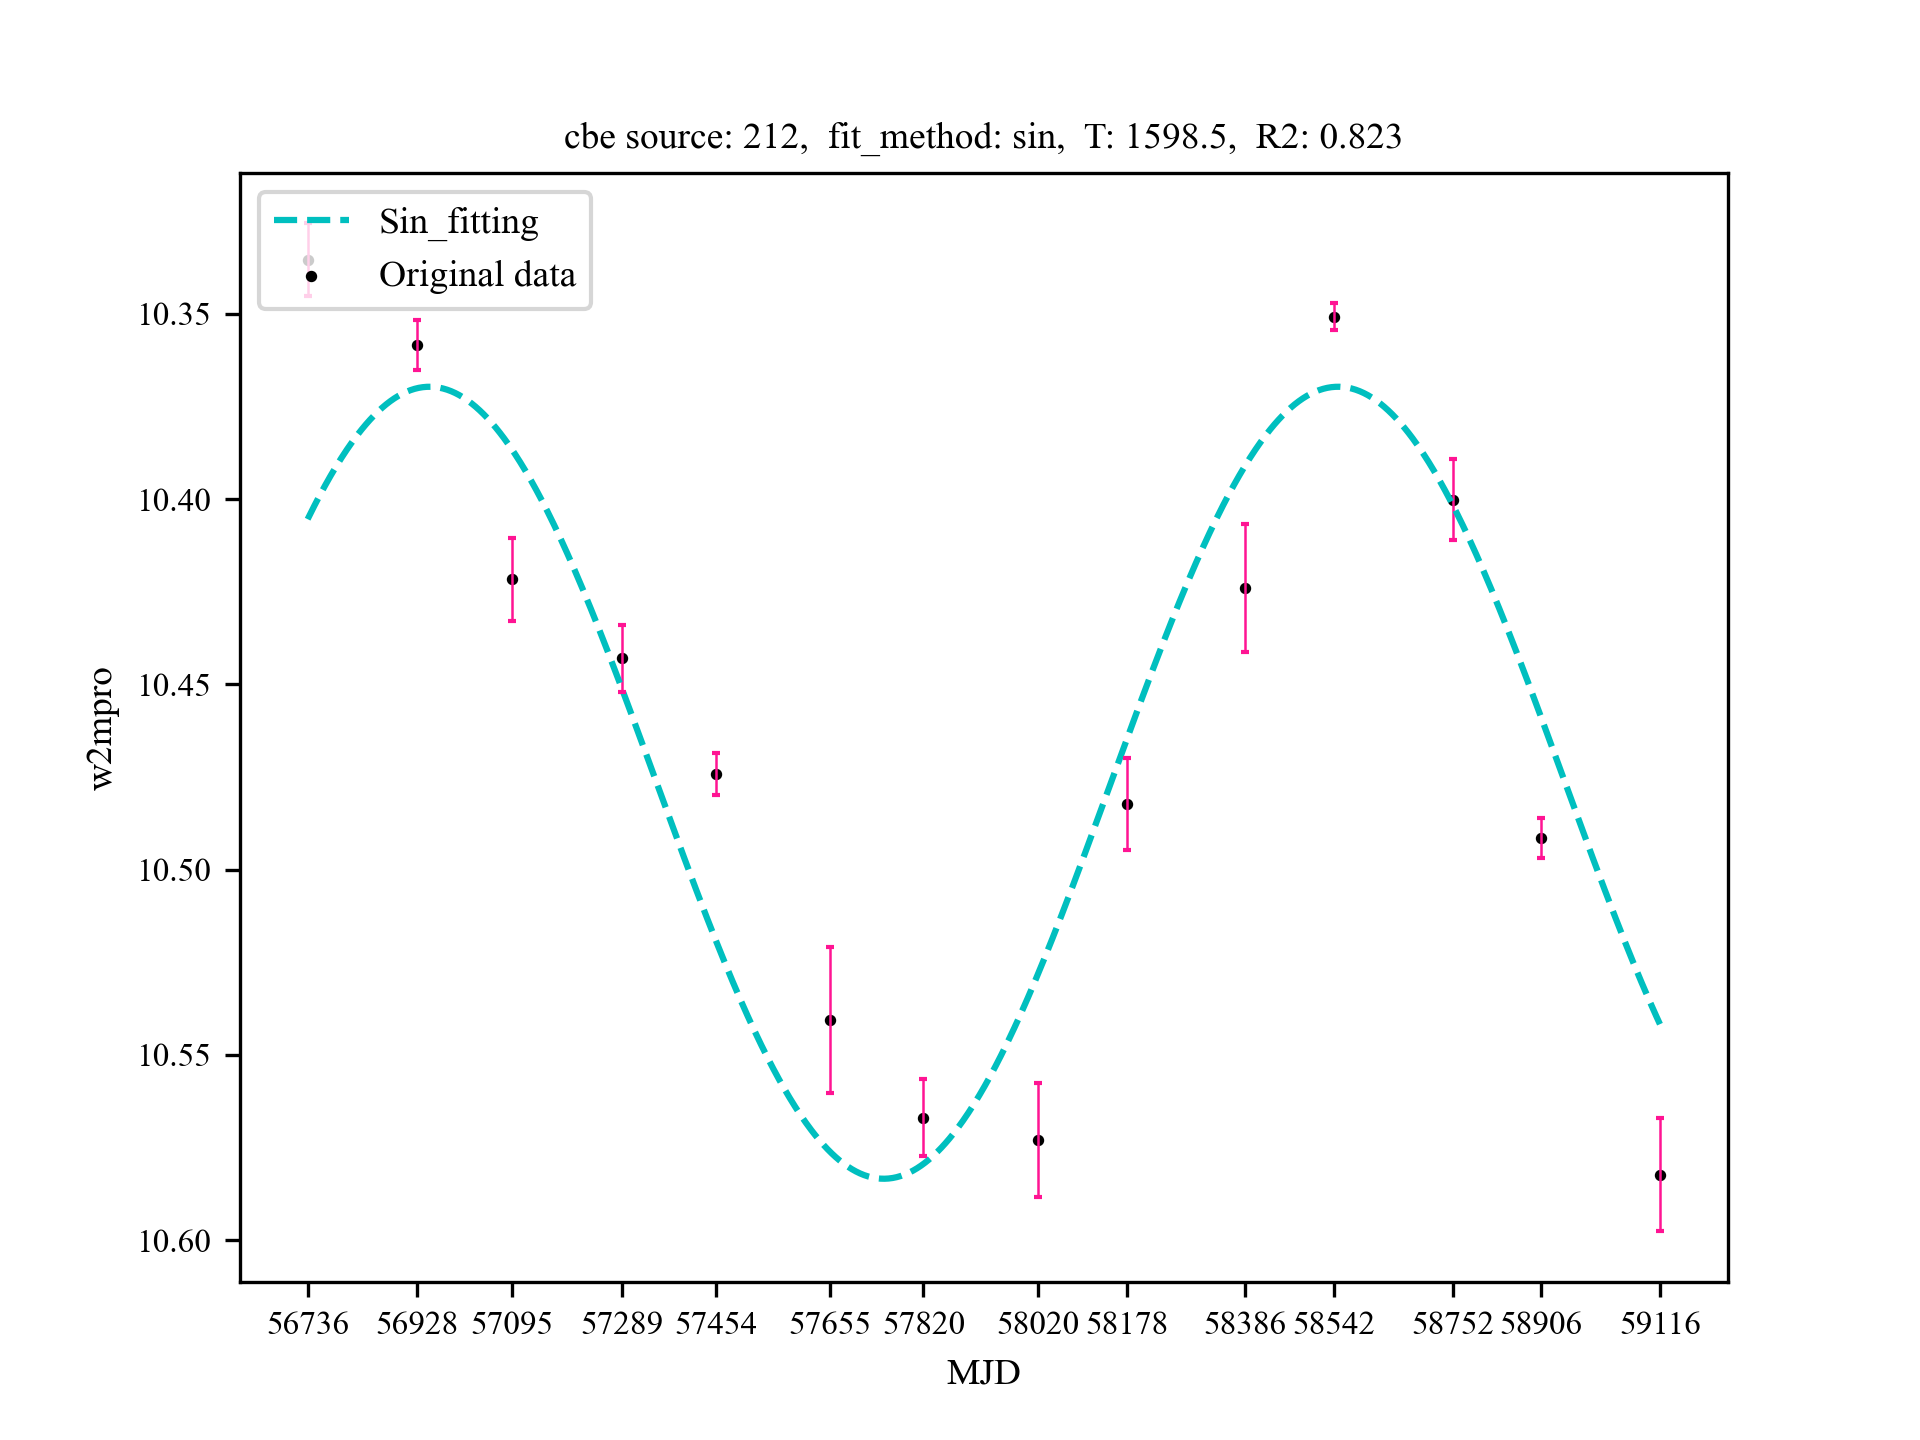 cbe source: 212,  fit_method: sin,  T: 1598.5,  R2: 0.823
Sin_fitting
Original data
10.35
10.40
10.45
10.50
10.55
10.60
w2mpro
56736 56928 57095 57289 57454 57655 57820 58020 58178 58386 58542 58752 58906 59116
MJD